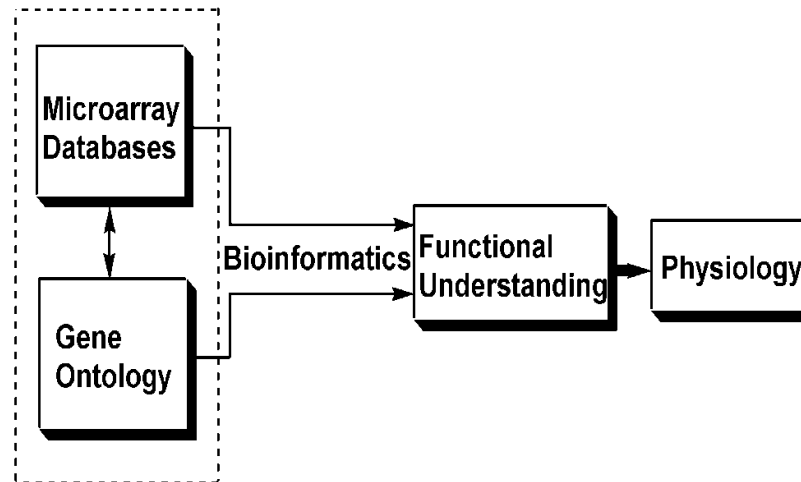 Microarray
Databases
Gene
Ontology
Bioinformatics
Functional
Understanding
Physiology